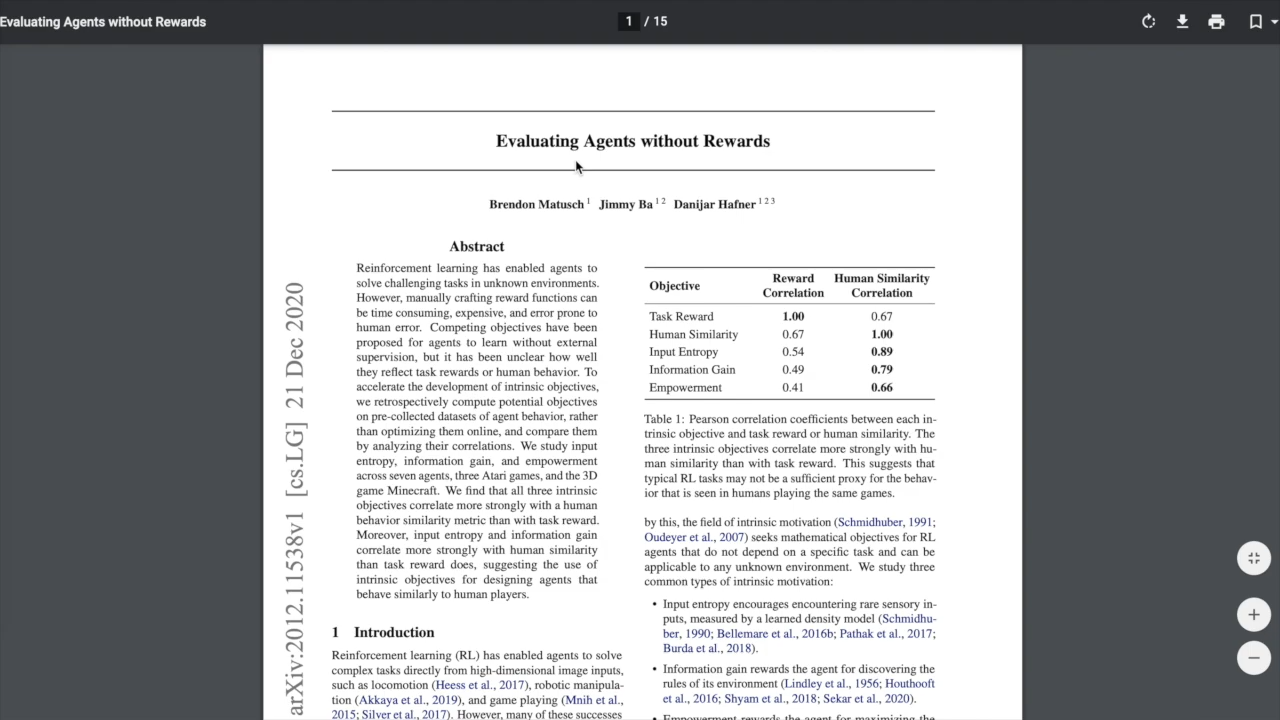 Evaluating Agents without Rewards
1 / 15
Evaluating Agents without Rewards
Brendon Matusch 1 Jimmy Ba 1 2 Danijar Hafner 1 2 3
arXiv:2012.11538v1 [cs.LG] 21 Dec 2020
Abstract
Reinforcement learning has enabled agents to
solve challenging tasks in unknown environments.
However, manually crafting reward functions can
be time consuming, expensive, and error prone to
human error. Competing objectives have been
proposed for agents to learn without external
supervision, but it has been unclear how well
they reflect task rewards or human behavior. To
accelerate the development of intrinsic objectives,
we retrospectively compute potential objectives
on pre-collected datasets of agent behavior, rather
than optimizing them online, and compare them
by analyzing their correlations. We study input
entropy, information gain, and empowerment
across seven agents, three Atari games, and the 3D
game Minecraft. We find that all three intrinsic
objectives correlate more strongly with a human
behavior similarity metric than with task reward.
Moreover, input entropy and information gain
correlate more strongly with human similarity
than task reward does, suggesting the use of
intrinsic objectives for designing agents that
behave similarly to human players.
1 Introduction
Reinforcement learning (RL) has enabled agents to solve
complex tasks directly from high-dimensional image inputs,
such as locomotion (Heess et al., 2017), robotic manipula-
tion (Akkaya et al., 2019), and game playing (Mnih et al.,
2015; Silver et al., 2017). However, many of these successes
Objective Reward Correlation Human Similarity Correlation
Task Reward 1.00 0.67
Human Similarity 0.67 1.00
Input Entropy 0.54 0.89
Information Gain 0.49 0.79
Empowerment 0.41 0.66
Table 1: Pearson correlation coefficients between each in-
trinsic objective and task reward or human similarity. The
three intrinsic objectives correlate more strongly with hu-
man similarity than with task reward. This suggests that
typical RL tasks may not be a sufficient proxy for the behav-
ior that is seen in humans playing the same games.
by this, the field of intrinsic motivation (Schmidhuber, 1991;
Oudeyer et al., 2007) seeks mathematical objectives for RL
agents that do not depend on a specific task and can be
applicable to any unknown environment. We study three
common types of intrinsic motivation:
• Input entropy encourages encountering rare sensory in-
puts, measured by a learned density model (Schmidhu-
ber, 1990; Bellemare et al., 2016b; Pathak et al., 2017;
Burda et al., 2018).
• Information gain rewards the agent for discovering the
rules of its environment (Lindley et al., 1956; Houthooft
et al., 2016; Shyam et al., 2018; Sekar et al., 2020).
• Empowerment rewards the agent for maximizing the